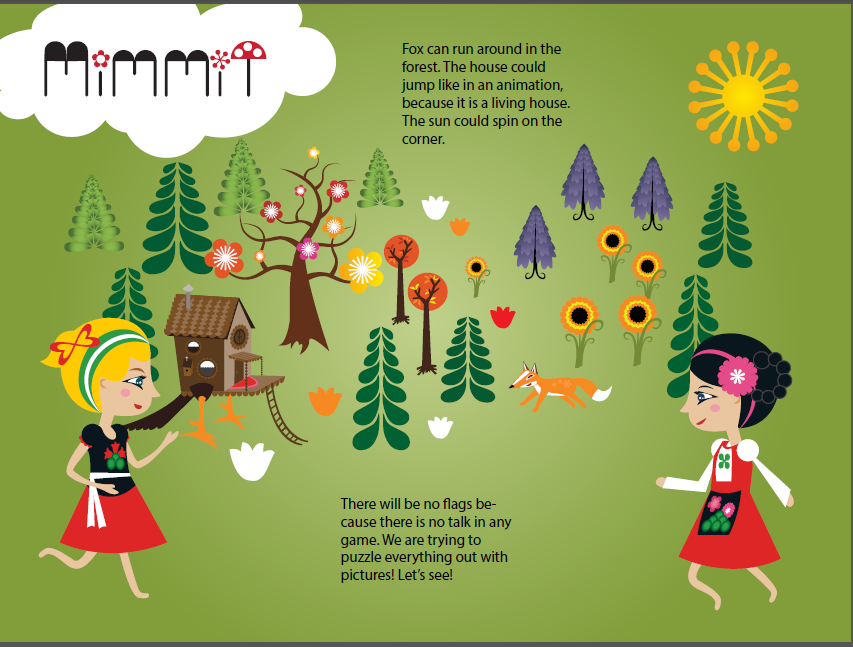 Mimmi
Fox can run around in the
forest. The house could
jump like in an animation,
because it is a living house.
The sun could spin on the
corner.
There will be no flags be-
cause there is no talk in any
game. We are trying to
puzzle everything out with
pictures! Let's see!